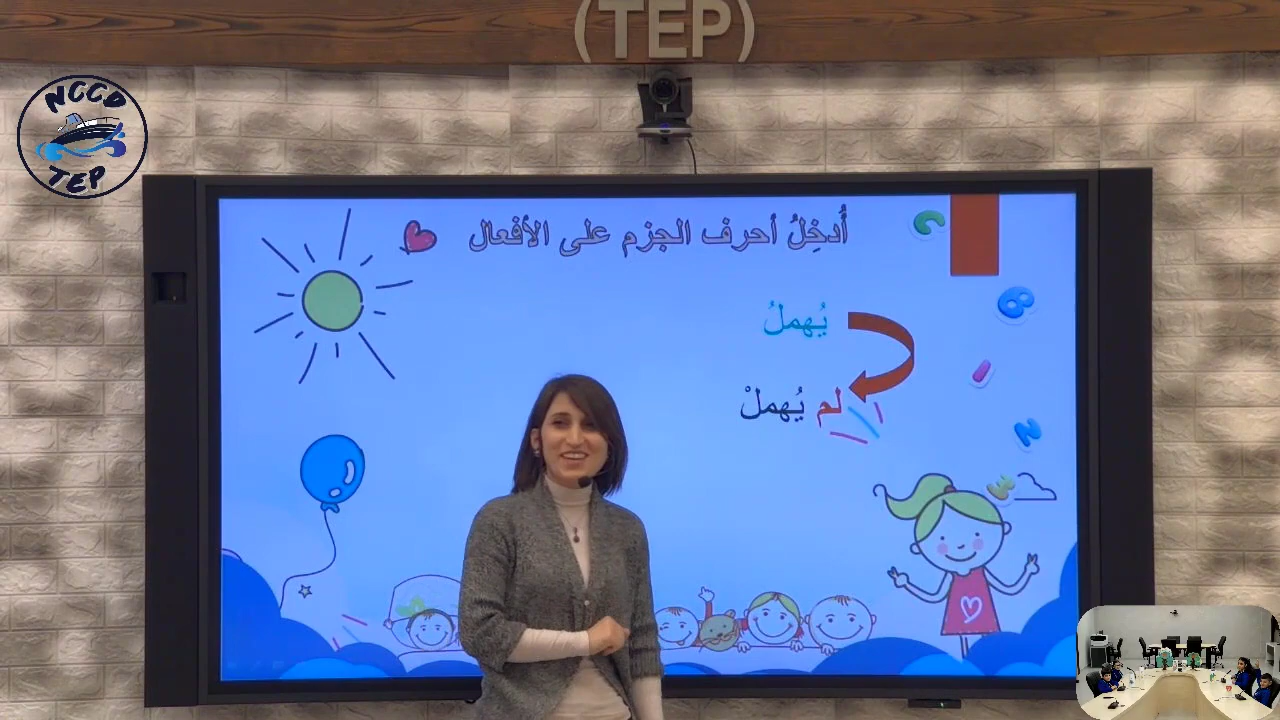 (TEP)
NCCD
TEP
أُدخِلُ أحرف الجزم على الأفعال
يُهملُ
لم يُهملْ